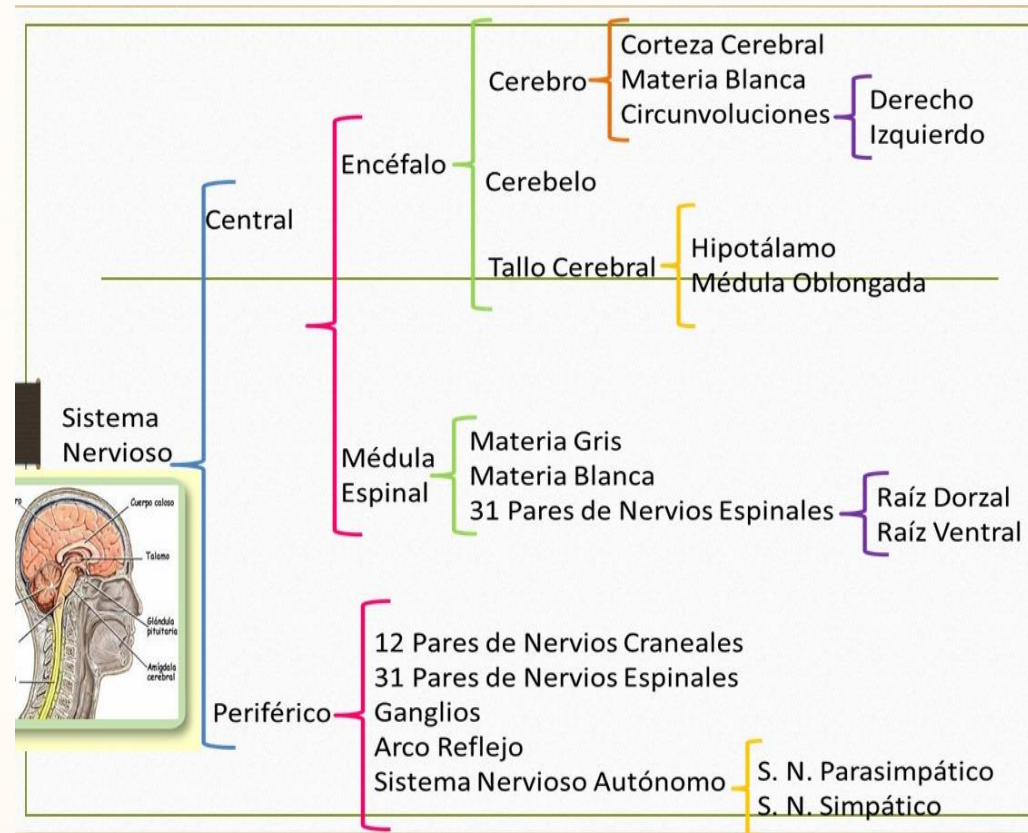 Sistema
Nervioso
Central
Encéfalo
Cerebro
Corteza Cerebral
Materia Blanca
Circunvoluciones
Derecho
Izquierdo
Cerebelo
Tallo Cerebral
Hipotálamo
Médula Oblongada
Médula
Espinal
Materia Gris
Materia Blanca
31 Pares de Nervios Espinales
Raíz Dorzal
Raíz Ventral
Periférico
12 Pares de Nervios Craneales
31 Pares de Nervios Espinales
Ganglios
Arco Reflejo
Sistema Nervioso Autónomo
S. N. Parasimpático
S. N. Simpático
Cuerpo caloso
Talamo
Glándula
pituitaria
Amígdala
cerebral